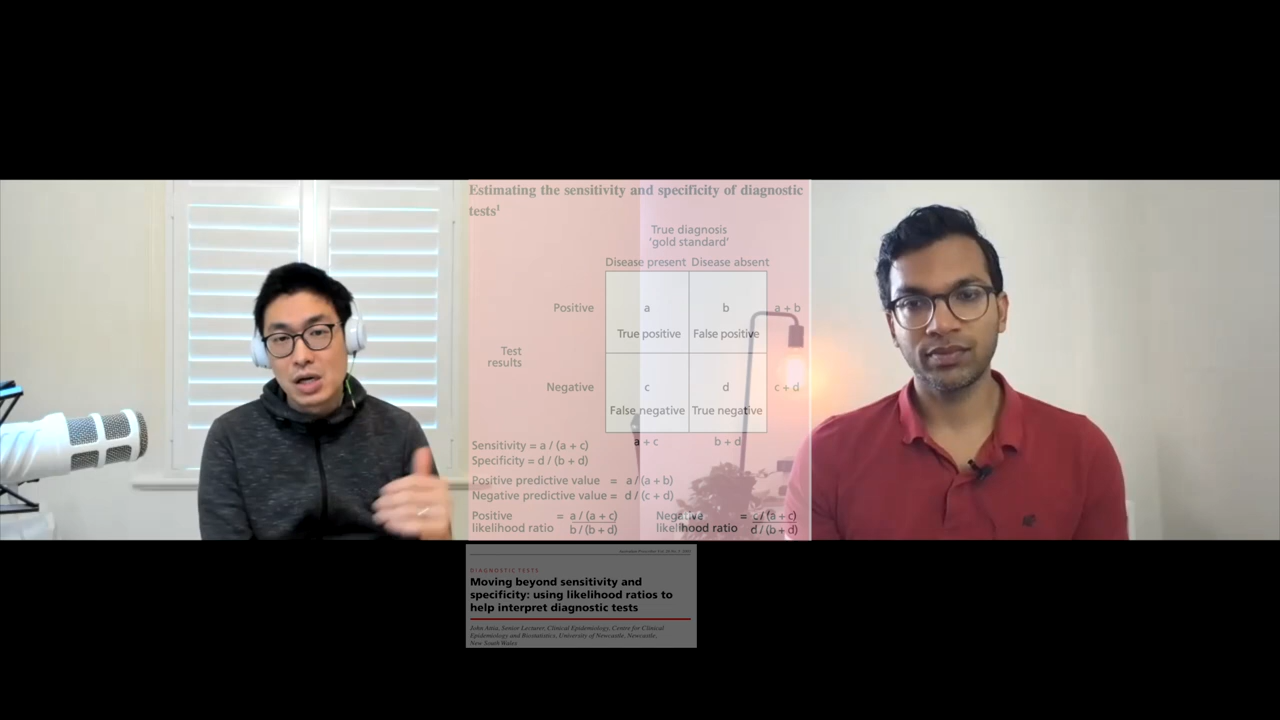 Estimating the sensitivity and specificity of diagnostic
tests¹
True diagnosis
‘gold standard’
Disease present Disease absent
Positive a b a + b
True positive False positive
Test
results
Negative c d c + d
False negative True negative
a + c b + d
Sensitivity = a / (a + c)
Specificity = d / (b + d)
Positive predictive value = a / (a + b)
Negative predictive value = d / (c + d)
Positive = a / (a + c) Negative = c / (a + c)
likelihood ratio b / (b + d) likelihood ratio d / (b + d)
DIAGNOSTIC TESTS
Moving beyond sensitivity and
specificity: using likelihood ratios to
help interpret diagnostic tests
John Attia, Senior Lecturer, Clinical Epidemiology, Centre for Clinical
Epidemiology and Biostatistics, University of Newcastle, Newcastle,
New South Wales